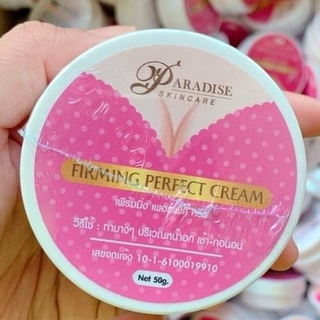 PARADISE
SKINCARE
FIRMING PERFECT CREAM
เฟิร์มมิ่ง เพอร์เฟค ครีม
วิธีใช้ : ทาบางๆ บริเวณหน้าอก เช้า-ก่อนนอน
เลขจดแจ้ง 10-1-6100019910
Net 50g.